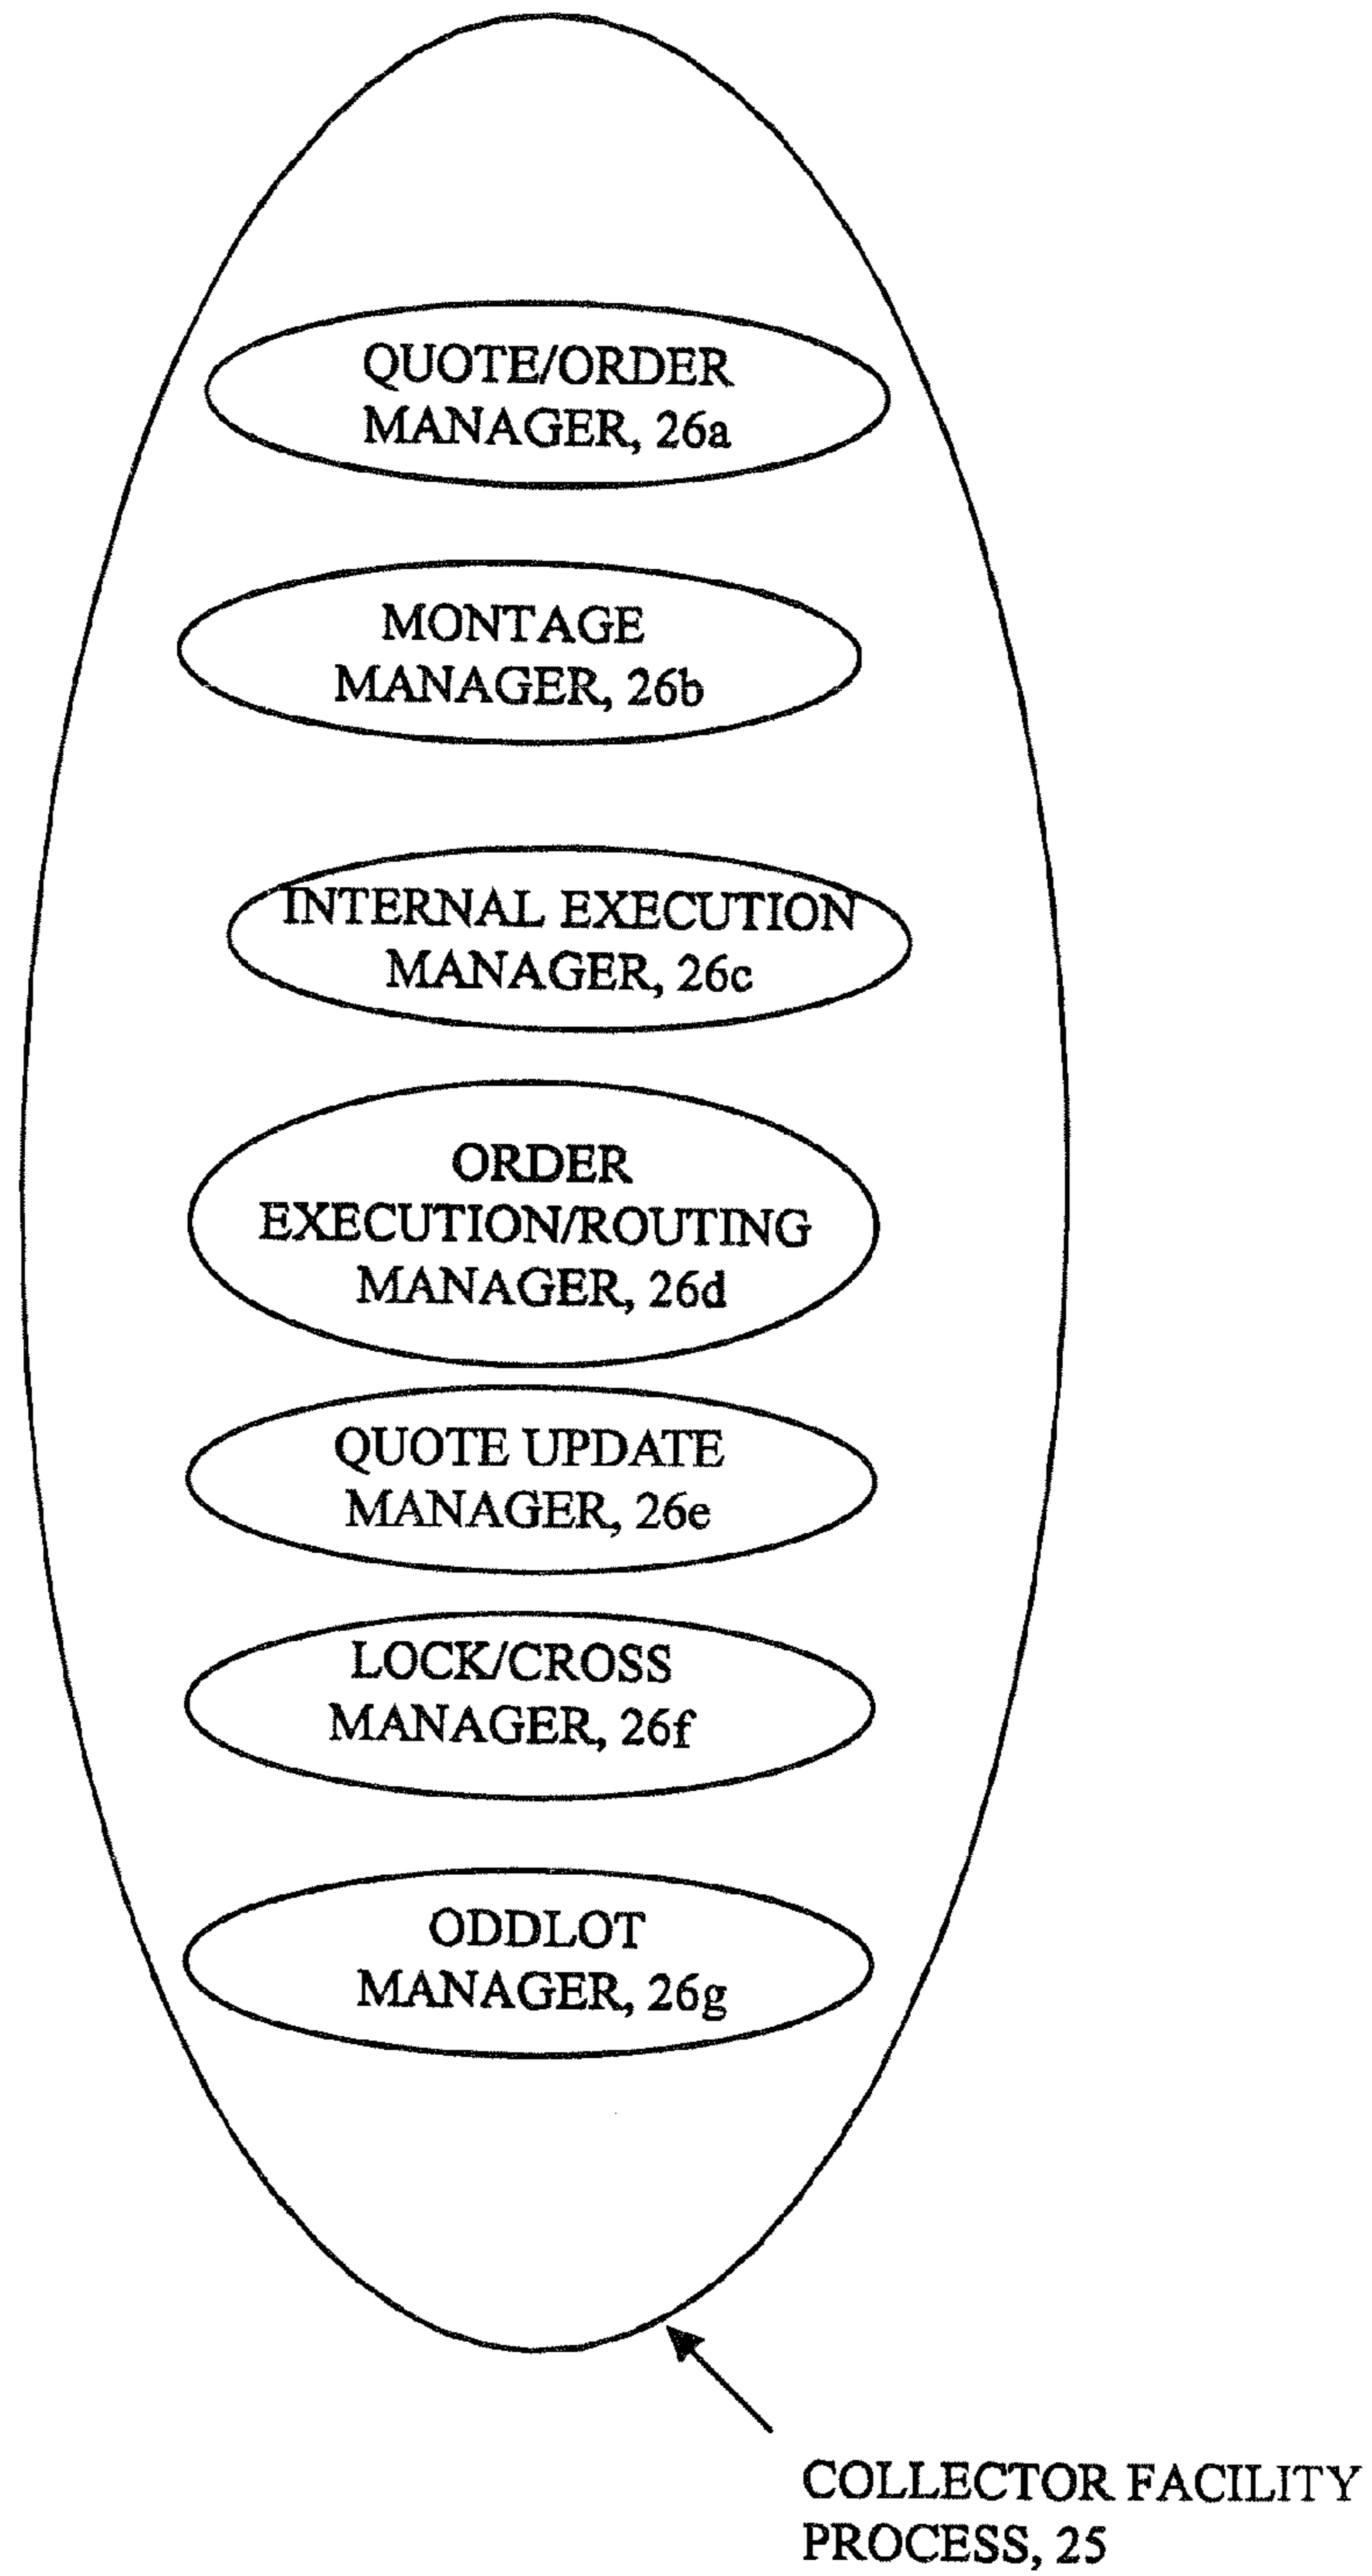 QUOTE/ORDER
MANAGER, 26a
MONTAGE
MANAGER, 26b
INTERNAL EXECUTION
MANAGER, 26c
ORDER
EXECUTION/ROUTING
MANAGER, 26d
QUOTE UPDATE
MANAGER, 26e
LOCK/CROSS
MANAGER, 26f
ODDLOT
MANAGER, 26g
COLLECTOR FACILITY
PROCESS, 25